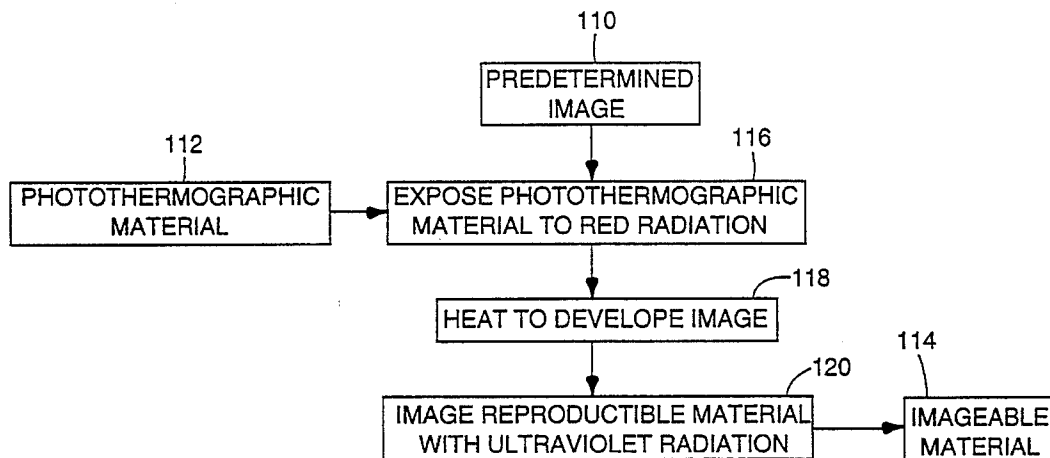 110
PREDETERMINED
IMAGE
112
116
PHOTOTHERMOGRAPHIC
MATERIAL
EXPOSE PHOTOTHERMOGRAPHIC
MATERIAL TO RED RADIATION
118
HEAT TO DEVELOPE IMAGE
120
114
IMAGE REPRODUCTIBLE MATERIAL
WITH ULTRAVIOLET RADIATION
IMAGEABLE
MATERIAL